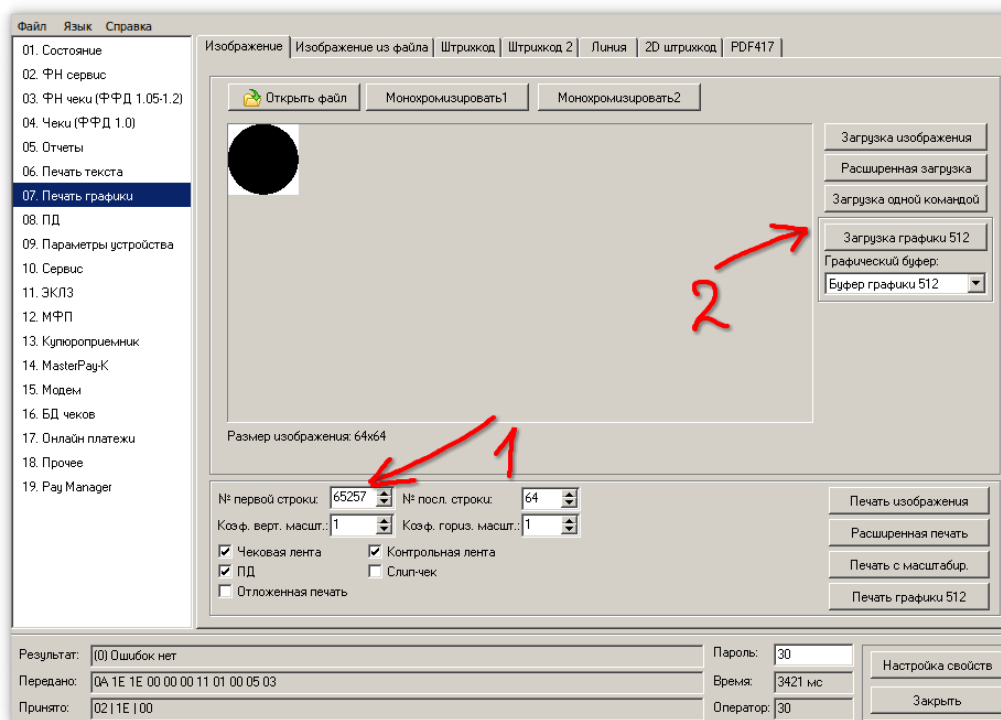 Файл Язык Справка
01. Состояние
02. ФН сервис
03. ФН чеки (ФФД 1.05-1.2)
04. Чеки (ФФД 1.0)
05. Отчеты
06. Печать текста
07. Печать графики
08. ПД
09. Параметры устройства
10. Сервис
11. ЭКЛЗ
12. МФП
13. Купюроприемник
14. MasterPay-K
15. Модем
16. БД чеков
17. Онлайн платежи
18. Прочее
19. Pay Manager
Изображение Изображение из файла Штрихкод Штрихкод 2 Линия 2D штрихкод PDF417
Открыть файл Монохромизировать1 Монохромизировать2
Загрузка изображения
Расширенная загрузка
Загрузка одной командой
Загрузка графики 512
Графический буфер:
Буфер графики 512
2
1
Размер изображения: 64x64
№ первой строки: 65257 № посл. строки: 64
Коэф. верт. масшт.: 1 Коэф. гориз. масшт.: 1
Чековая лента Контрольная лента
ПД Слип-чек
Отложенная печать
Печать изображения
Расширенная печать
Печать с масштабир.
Печать графики 512
Результат: (0) Ошибок нет
Передано: 0A 1E 1E 00 00 00 11 01 00 05 03
Принято: 02 | 1E | 00
Пароль: 30
Время: 3421 мс
Оператор: 30
Настройка свойств
Закрыть